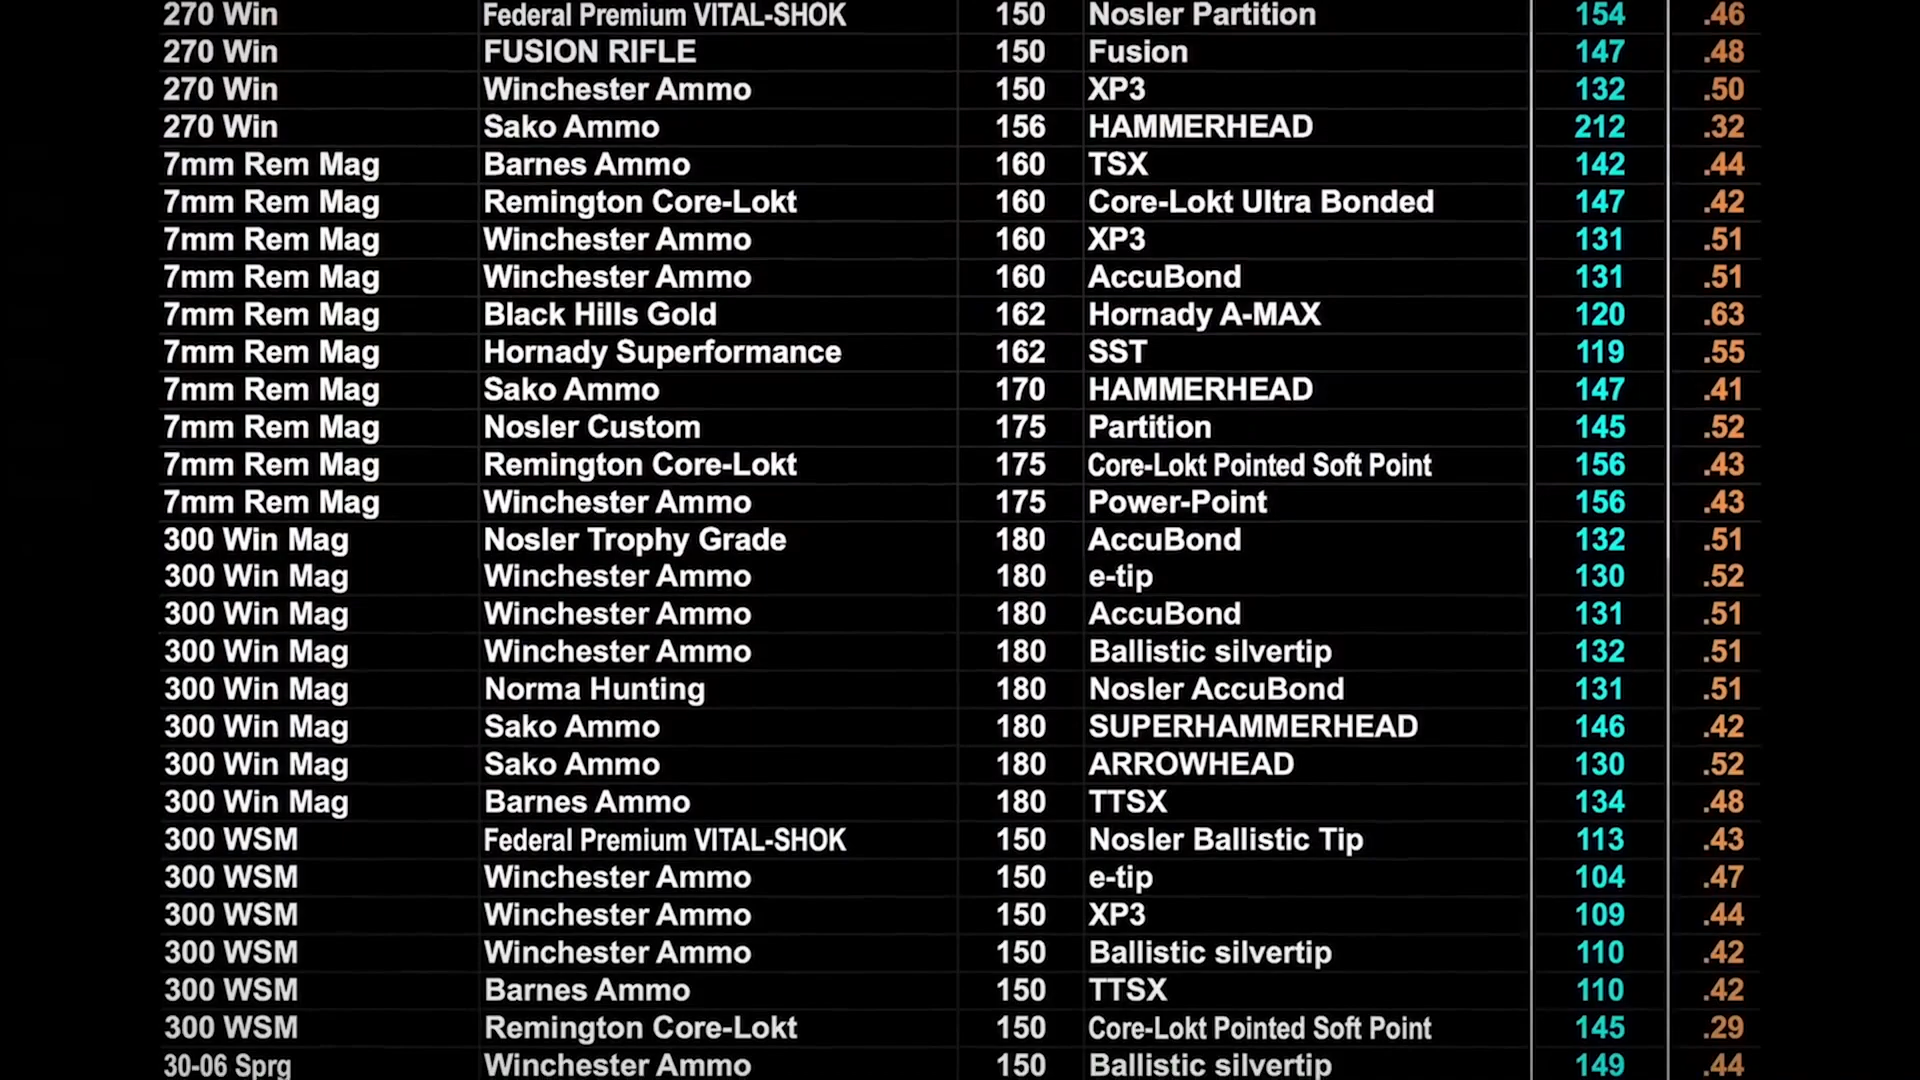 270 Win Federal Premium VITAL-SHOK 150 Nosler Partition 154 .46
270 Win FUSION RIFLE 150 Fusion 147 .48
270 Win Winchester Ammo 150 XP3 132 .50
270 Win Sako Ammo 156 HAMMERHEAD 212 .32
7mm Rem Mag Barnes Ammo 160 TSX 142 .44
7mm Rem Mag Remington Core-Lokt 160 Core-Lokt Ultra Bonded 147 .42
7mm Rem Mag Winchester Ammo 160 XP3 131 .51
7mm Rem Mag Winchester Ammo 160 AccuBond 131 .51
7mm Rem Mag Black Hills Gold 162 Hornady A-MAX 120 .63
7mm Rem Mag Hornady Superformance 162 SST 119 .55
7mm Rem Mag Sako Ammo 170 HAMMERHEAD 147 .41
7mm Rem Mag Nosler Custom 175 Partition 145 .52
7mm Rem Mag Remington Core-Lokt 175 Core-Lokt Pointed Soft Point 156 .43
7mm Rem Mag Winchester Ammo 175 Power-Point 156 .43
300 Win Mag Nosler Trophy Grade 180 AccuBond 132 .51
300 Win Mag Winchester Ammo 180 e-tip 130 .52
300 Win Mag Winchester Ammo 180 AccuBond 131 .51
300 Win Mag Winchester Ammo 180 Ballistic silvertip 132 .51
300 Win Mag Norma Hunting 180 Nosler AccuBond 131 .51
300 Win Mag Sako Ammo 180 SUPERHAMMERHEAD 146 .42
300 Win Mag Sako Ammo 180 ARROWHEAD 130 .52
300 Win Mag Barnes Ammo 180 TTSX 134 .48
300 WSM Federal Premium VITAL-SHOK 150 Nosler Ballistic Tip 113 .43
300 WSM Winchester Ammo 150 e-tip 104 .47
300 WSM Winchester Ammo 150 XP3 109 .44
300 WSM Winchester Ammo 150 Ballistic silvertip 110 .42
300 WSM Barnes Ammo 150 TTSX 110 .42
300 WSM Remington Core-Lokt 150 Core-Lokt Pointed Soft Point 145 .29
30-06 Sprg Winchester Ammo 150 Ballistic silvertip 149 .44